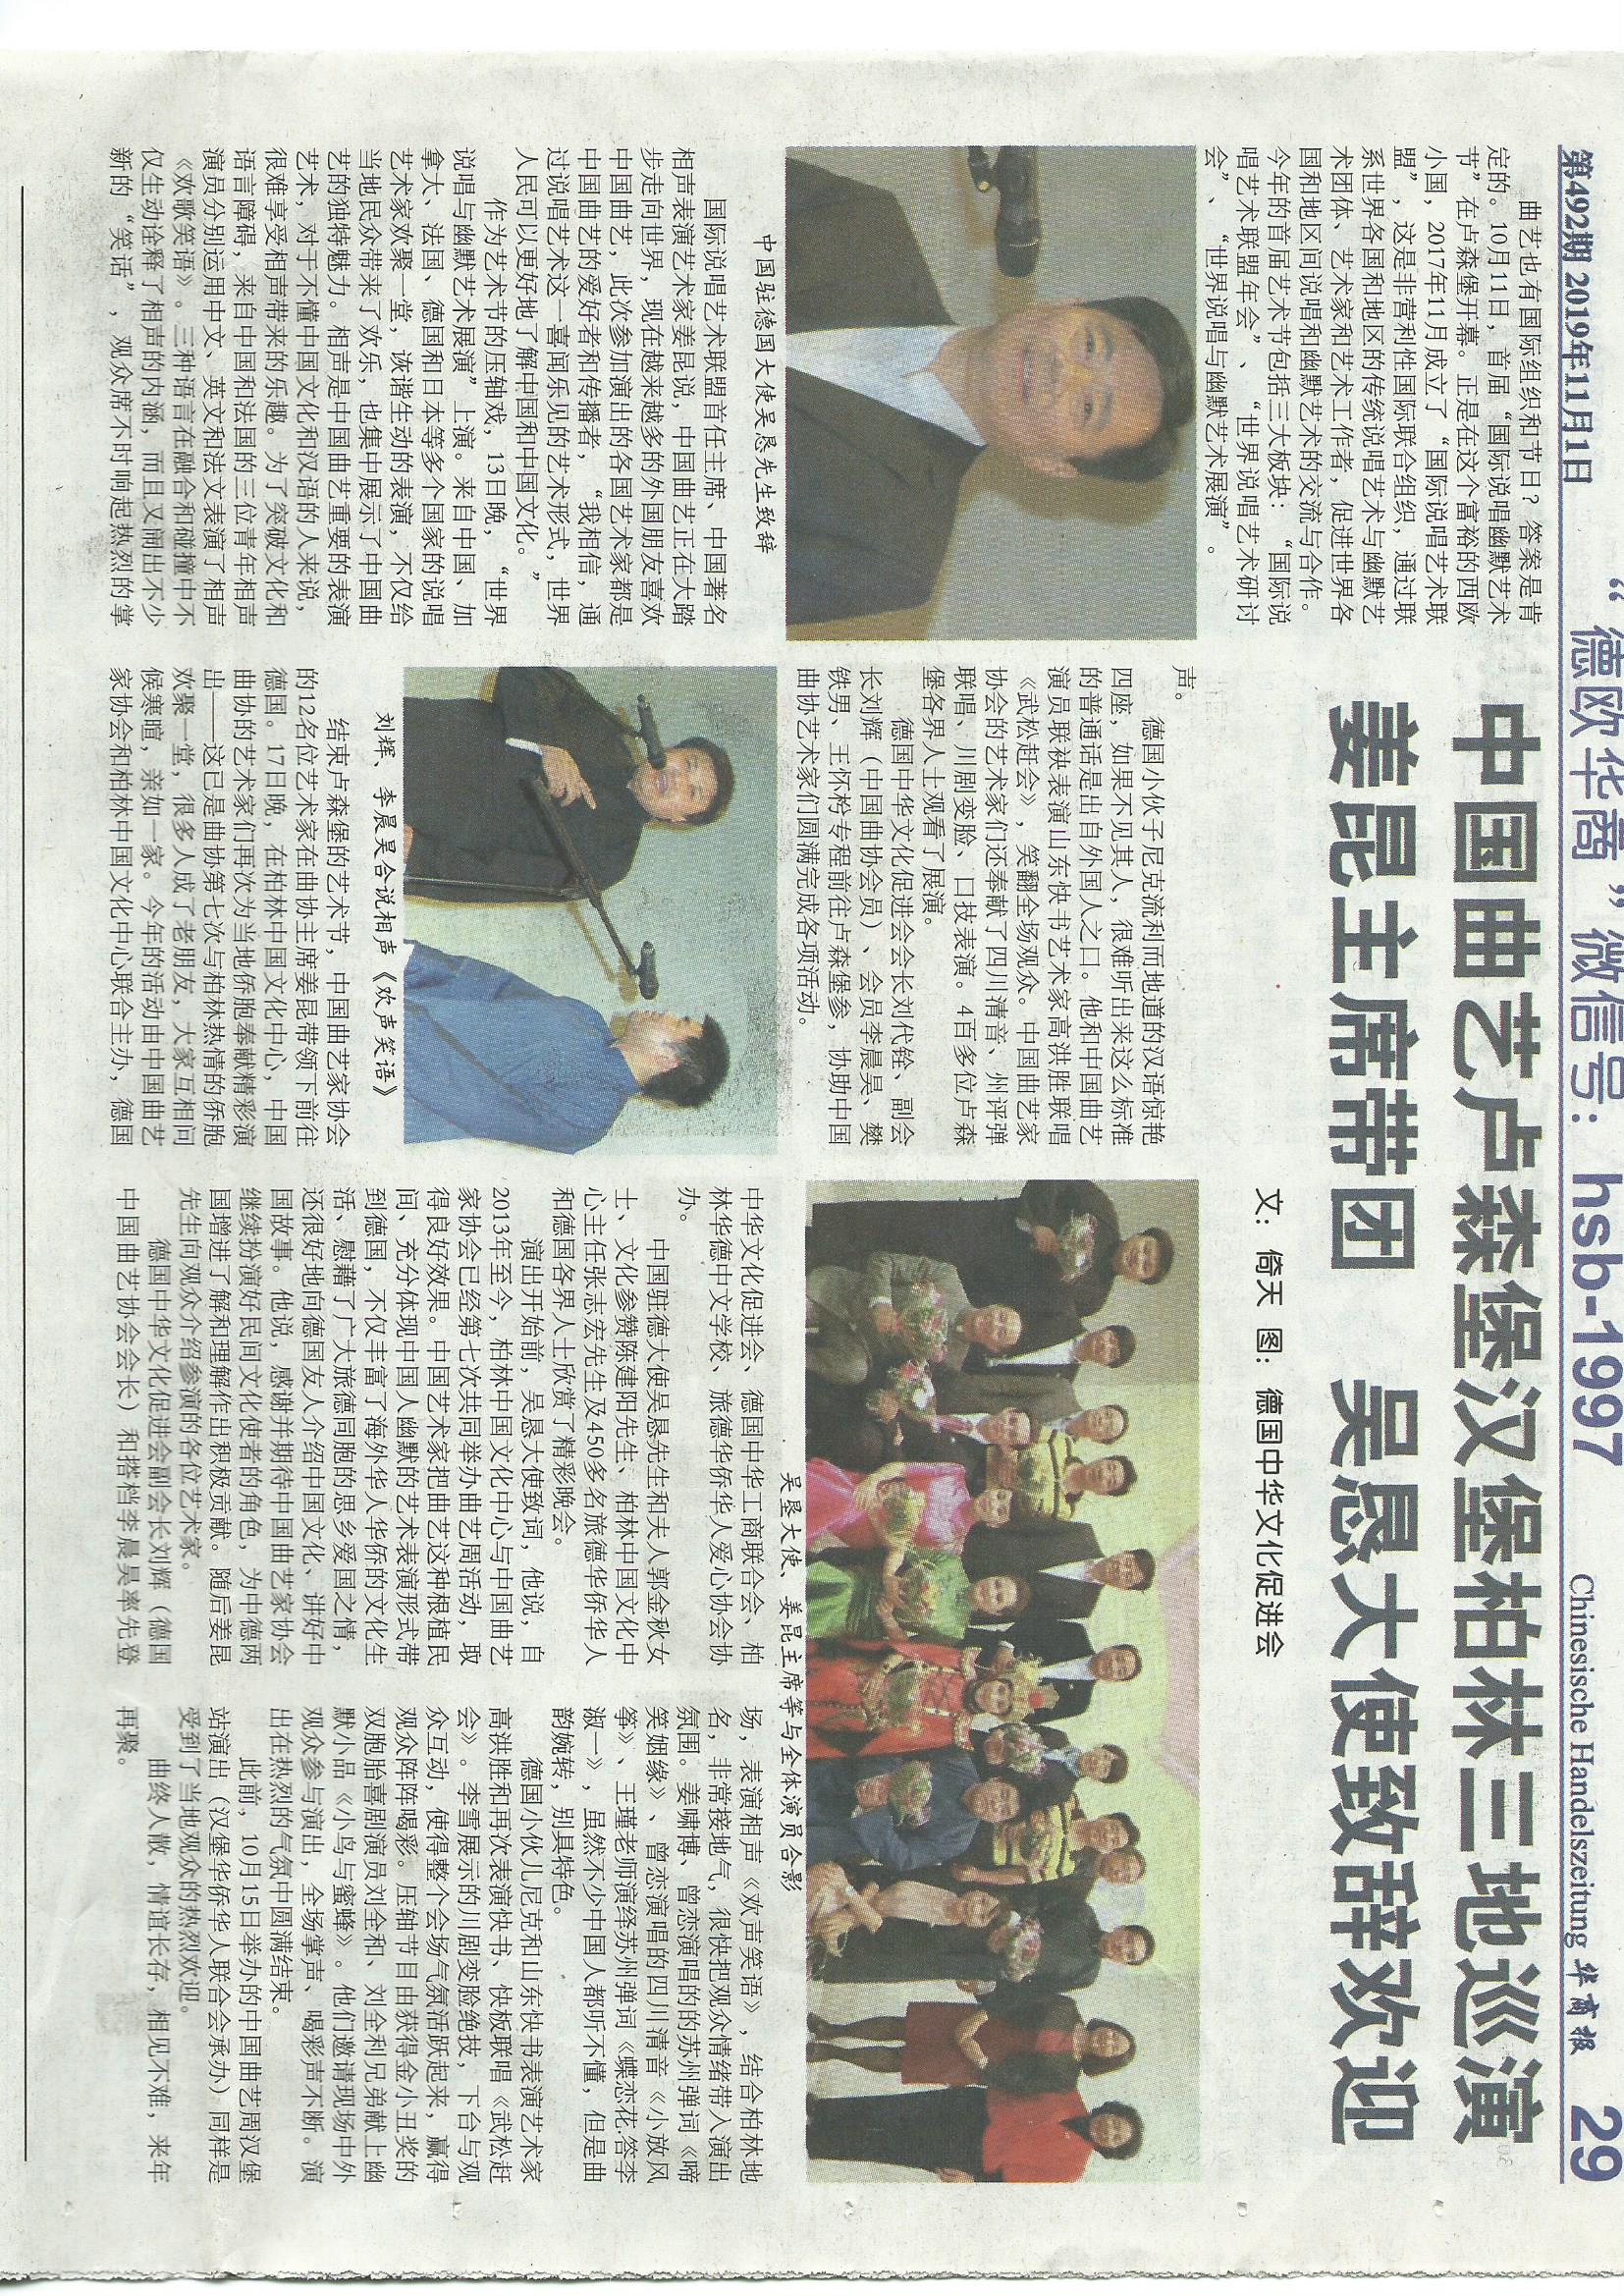 “德欧华商”微信号：hsb-1997
第492期 2019年11月1日
Chinesische Handelszeitung 华商报 29
中国曲艺卢森堡汉堡柏林三地巡演
姜昆主席带团 吴恳大使致辞欢迎
文：倚天 图：德国中华文化促进会
曲艺也有国际组织和节日？答案是肯
定的。10月11日，首届“国际说唱幽默艺术
节”在卢森堡开幕。正是在这个富裕的西欧
小国，2017年11月成立了“国际说唱艺术联
盟”，这是非营利性国际联合组织，通过联
系世界各国和地区的传统说唱艺术与幽默艺
术团体、艺术家和艺术工作者，促进世界各
国和地区间说唱和幽默艺术的交流与合作。
今年的首届艺术节包括三大板块：“国际说
唱艺术联盟年会”、“世界说唱艺术研讨
会”、“世界说唱与幽默艺术展演”。
中国驻德国大使吴恳先生致辞
国际说唱艺术联盟首任主席、中国著名
相声表演艺术家姜昆说，中国曲艺正在大踏
步走向世界，现在越来越多的外国朋友喜欢
中国曲艺，此次参加演出的各国艺术家都是
中国曲艺的爱好者和传播者，“我相信，通
过说唱艺术这一喜闻乐见的艺术形式，世界
人民可以更好地了解中国和中国文化。”
作为艺术节的压轴戏，13日晚，“世界
说唱与幽默艺术展演”上演。来自中国、加
拿大、法国、德国和日本等多个国家的说唱
艺术家欢聚一堂，诙谐生动的表演，不仅给
当地民众带来了欢乐，也集中展示了中国曲
艺的独特魅力。相声是中国曲艺重要的表演
艺术，对于不懂中国文化和汉语的人来说，
很难享受相声带来的乐趣。为了突破文化和
语言障碍，来自中国和法国的三位青年相声
演员分别运用中文、英文和法文表演了相声
《欢歌笑语》。三种语言在融合和碰撞中不
仅生动诠释了相声的内涵，而且又闹出不少
新的“笑话”，观众席不时响起热烈的掌
声。
德国小伙子尼克流利而地道的汉语惊艳
四座，如果不见其人，很难听出来这么标准
的普通话是出自外国人之口。他和中国曲艺
演员联袂表演山东快书艺术家高洪胜联唱
《武松赶会》，笑翻全场观众。中国曲艺家
协会的艺术家们还奉献了四川清音、州评弹
联唱、川剧变脸、口技表演。4百多位卢森
堡各界人士观看了展演。
德国中华文化促进会会长刘代铨、副会
长刘辉（中国曲协会员）、会员李晨昊、樊
铁男、王怀枔专程前往卢森堡参，协助中国
曲协艺术家们圆满完成各项活动。
刘辉、李晨昊合说相声《欢声笑语》
结束卢森堡的艺术节，中国曲艺家协会
的12名位艺术家在曲协主席姜昆带领下前往
德国。17日晚，在柏林中国文化中心，中国
曲协的艺术家们再次为当地侨胞奉献精彩演
出——这已是曲协第七次与柏林热情的侨胞
欢聚一堂，很多人成了老朋友，大家互相问
候寒暄，亲如一家。今年的活动由中国曲艺
家协会和柏林中国文化中心联合主办，德国
吴垦大使、姜昆主席等与全体演员合影
中华文化促进会、德国中华工商联合会、柏
林华德中文学校、旅德华侨华人爱心协会协
办。
中国驻德大使吴恳先生和夫人郭金秋女
士、文化参赞陈建阳先生、柏林中国文化中
心主任张志宏先生及450多名旅德华侨华人
和德国各界人士欣赏了精彩晚会。
演出开始前，吴恳大使致词，他说，自
2013年至今，柏林中国文化中心与中国曲艺
家协会已经第七次共同举办曲艺周活动，取
得良好效果。中国艺术家把曲艺这种根植民
间、充分体现中国人幽默的艺术表演形式带
到德国，不仅丰富了海外华人华侨的文化生
活、慰藉了广大旅德同胞的思乡爱国之情，
还很好地向德国友人介绍中国文化、讲好中
国故事。他说，感谢并期待中国曲艺家协会
继续扮演好民间文化使者的角色，为中德两
国增进了解和理解作出积极贡献。随后姜昆
先生向观众介绍参演的各位艺术家。
德国中华文化促进会副会长刘辉（德国
中国曲艺协会会长）和搭档李晨昊率先登
场，表演相声《欢声笑语》，结合柏林地
名，非常接地气，很快把观众情绪带入演出
氛围。姜啸博、曾恋演唱的的苏州弹词《啼
笑姻缘》、曾恋演唱的四川清音《小放风
筝》、王瑾老师演绎苏州弹词《蝶恋花.答李
淑一》，虽然不少中国人都听不懂，但是曲
韵婉转，别具特色。
德国小伙儿尼克和山东快书表演艺术家
高洪胜和再次表演快书、快板联唱《武松赶
会》。李雪展示的川剧变脸绝技，下台与观
众互动，使得整个会场气氛活跃起来，赢得
观众阵阵喝彩。压轴节目由获得金小丑奖的
双胞胎喜剧演员刘全和、刘全利兄弟献上幽
默小品《小鸟与蜜蜂》。他们邀请现场中外
观众参与演出，全场掌声、喝彩声不断。演
出在热烈的气氛中圆满结束。
此前，10月15日举办的中国曲艺周汉堡
站演出（汉堡华侨华人联合会承办）同样是
受到了当地观众的热烈欢迎。
曲终人散，情谊长存，相见不难，来年
再聚。